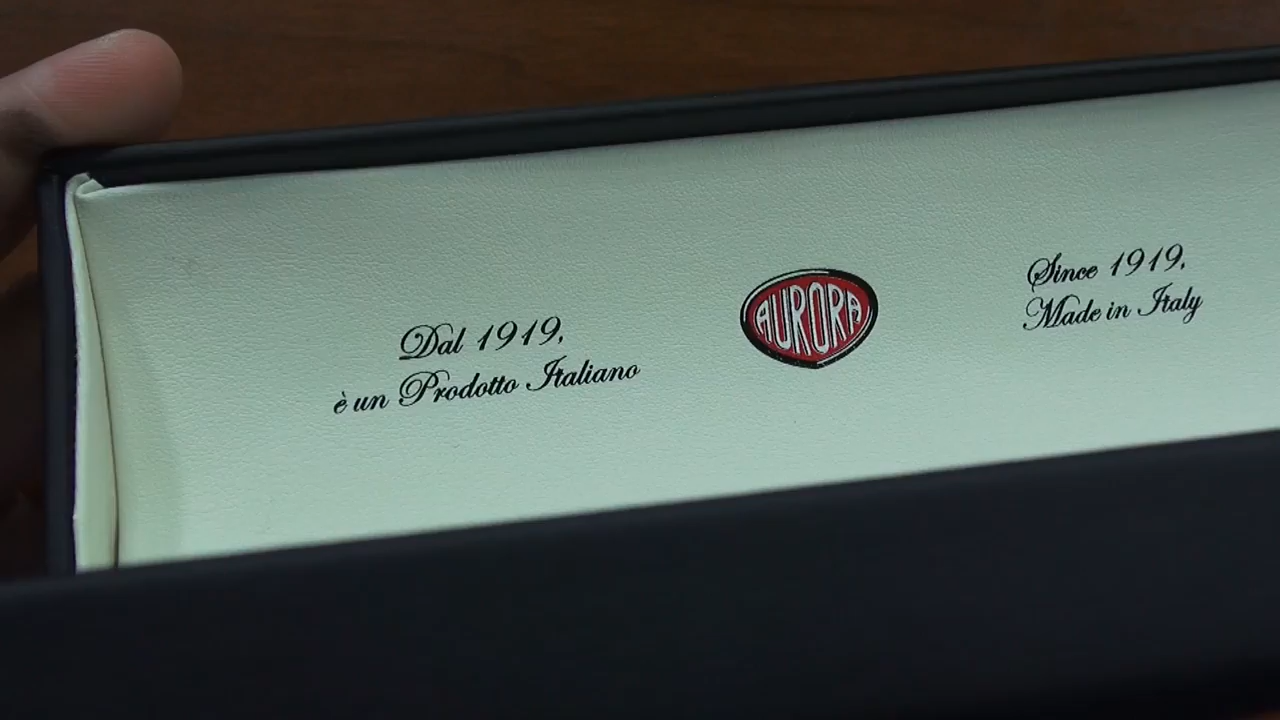 Dal 1919,
è un Prodotto Italiano
AURORA
Since 1919,
Made in Italy